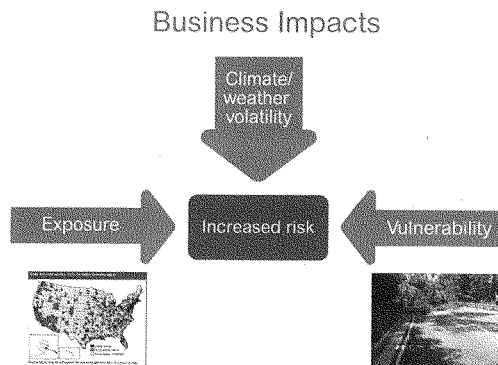 Business Impacts
Climate/
weather
volatility
Exposure
Increased risk
Vulnerability